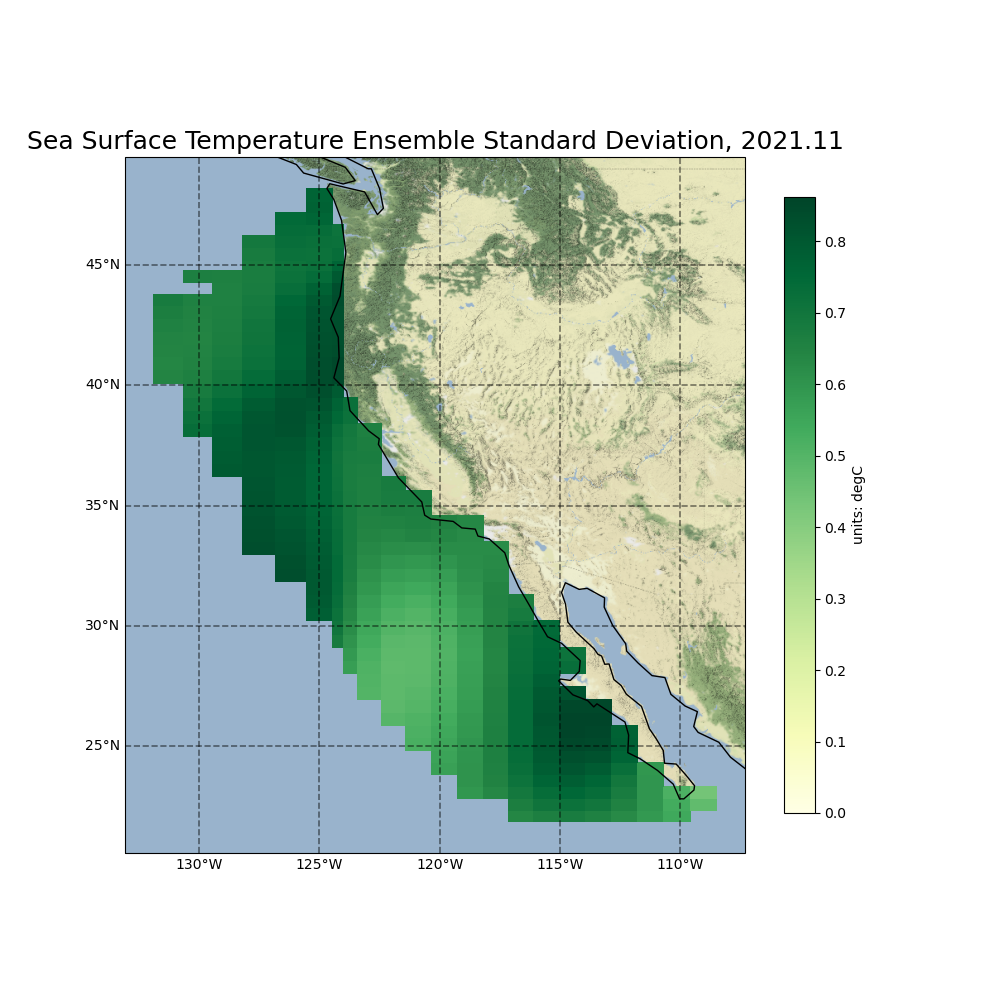 Sea Surface Temperature Ensemble Standard Deviation, 2021.11
45°N
40°N
35°N
30°N
25°N
130°W
125°W
120°W
115°W
110°W
0.8
0.7
0.6
0.5
0.4
0.3
0.2
0.1
0.0
units: degC